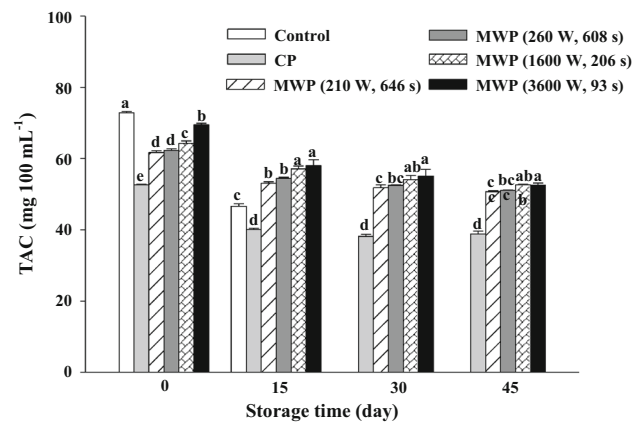 100
80
60
40
20
0
TAC (mg 100 mL⁻¹)
Control
CP
MWP (210 W, 646 s)
MWP (260 W, 608 s)
MWP (1600 W, 206 s)
MWP (3600 W, 93 s)
a
e
d d
c
b
c
d
b b
a a
d
c
bc
ab a
d
c
c
bc
c
ab
b
a
0 15 30 45
Storage time (day)